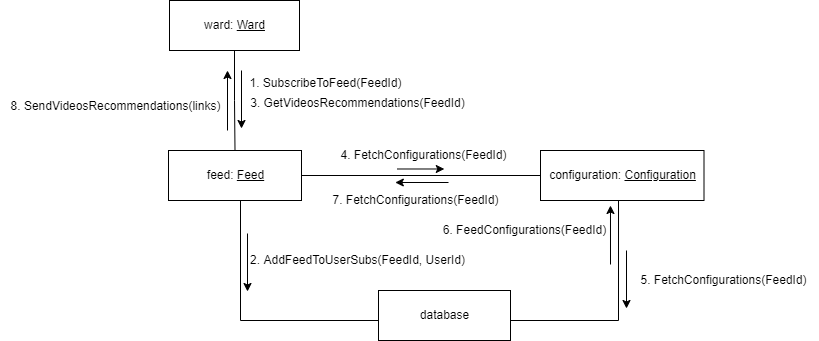 ward: Ward
1. SubscribeToFeed(FeedId)
8. SendVideosRecommendations(links)
3. GetVideosRecommendations(FeedId)
4. FetchConfigurations(FeedId)
feed: Feed
configuration: Configuration
7. FetchConfigurations(FeedId)
6. FeedConfigurations(FeedId)
2. AddFeedToUserSubs(FeedId, UserId)
5. FetchConfigurations(FeedId)
database